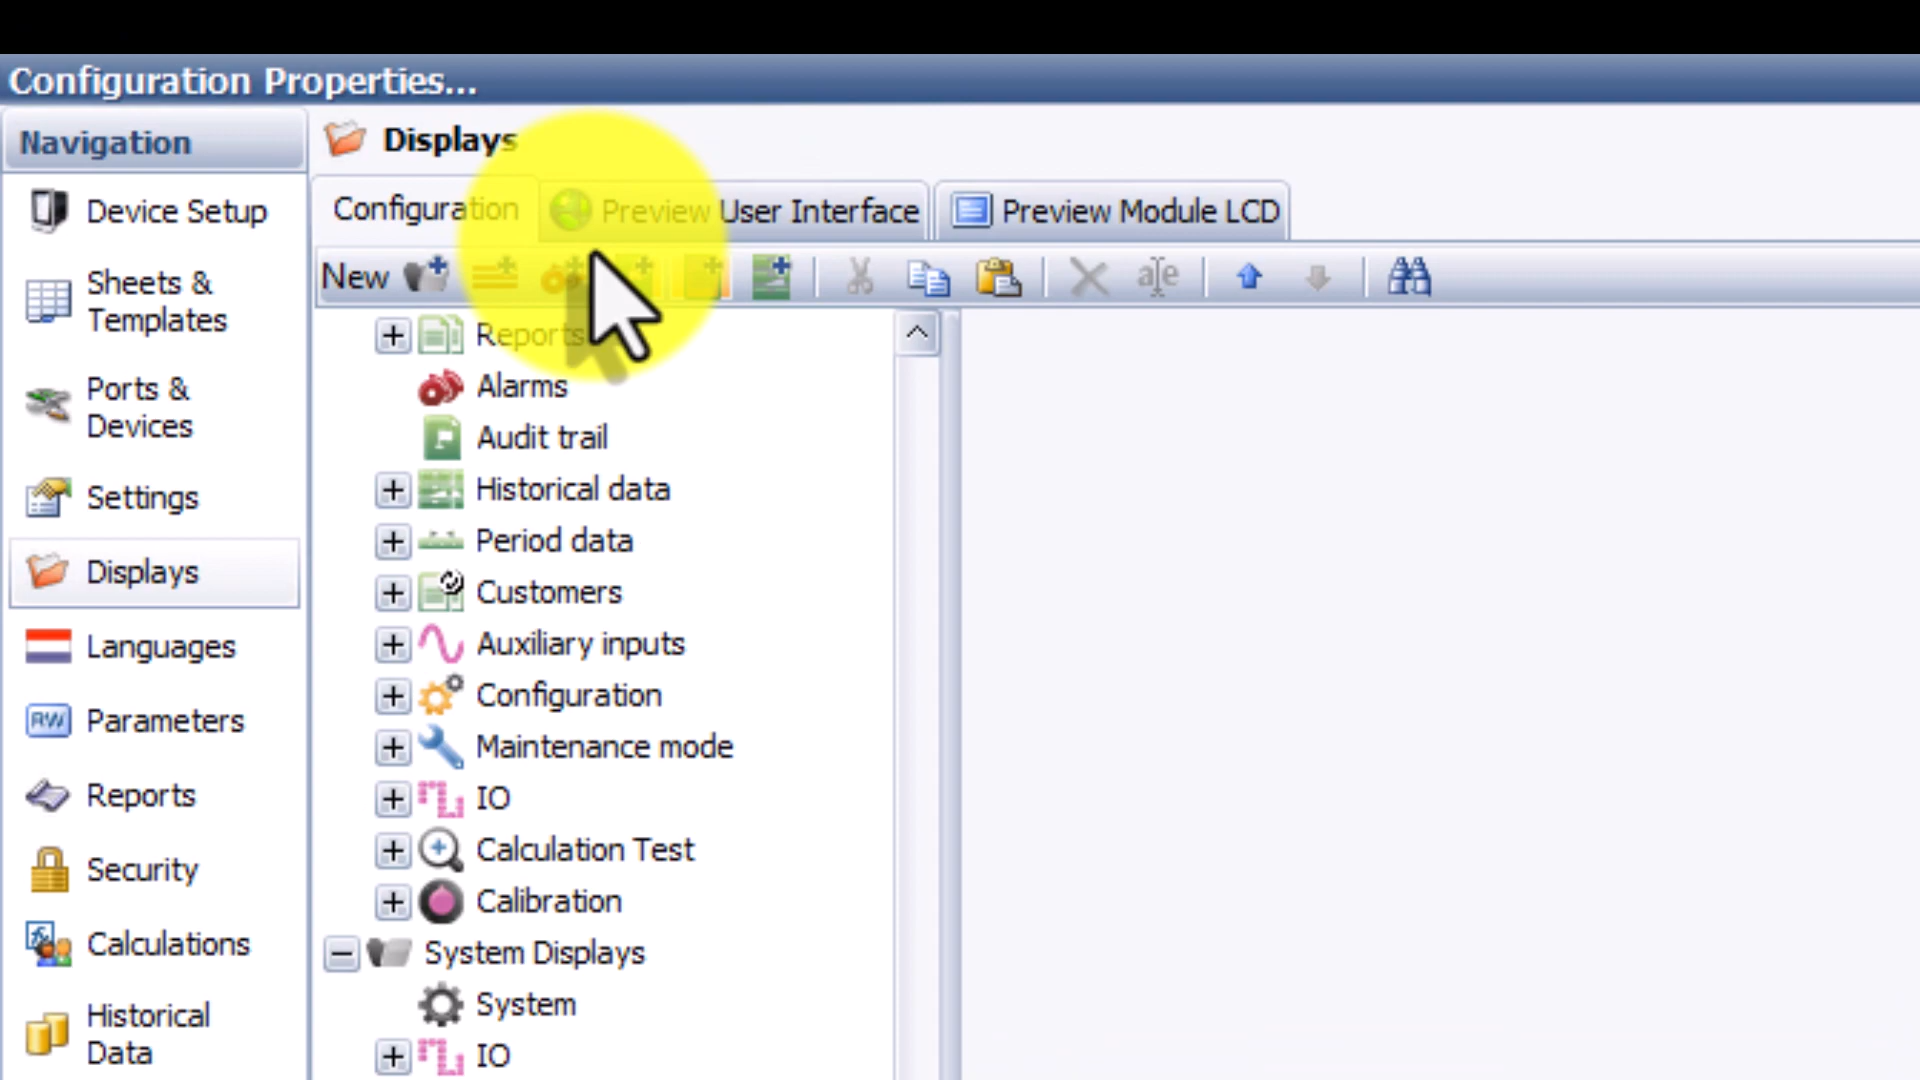 Configuration Properties...
Navigation
Displays
Device Setup
Sheets &
Templates
Ports &
Devices
Settings
Displays
Languages
RW Parameters
Reports
Security
Calculations
Historical
Data
Configuration
Preview User Interface
Preview Module LCD
New
a|e
Reports
Alarms
Audit trail
Historical data
Period data
Customers
Auxiliary inputs
Configuration
Maintenance mode
IO
Calculation Test
Calibration
System Displays
System
IO